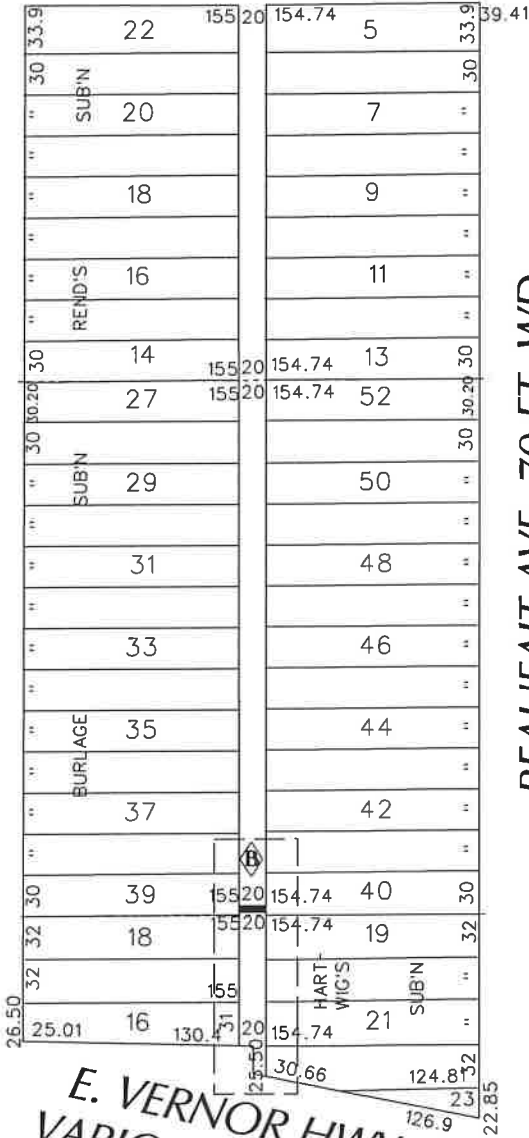 33.9 22 155 20 154.74 5 33.9 39.41
30 30
SUB'N
20 7 "
" "
" 18 9 "
" "
" REND'S 16 11 "
" "
30 14 155 20 154.74 13 30
30.20 27 155 20 154.74 52 30.20
30 30
SUB'N
" 29 50 "
" "
" 31 48 "
" "
" 33 46 "
" "
" 35 44 "
BURLAGE
" "
" 37 42 "
"
B
30 39 155 20 154.74 40 30
32 18 155 20 154.74 19 32
32 155 HART-WIG'S SUB'N "
26.50 25.01 16 130.4 31 20 154.74 21 "
25.50 30.66 124.81 32
23 22.85
126.9
E. VERNOR HWY
70 FT. WD.